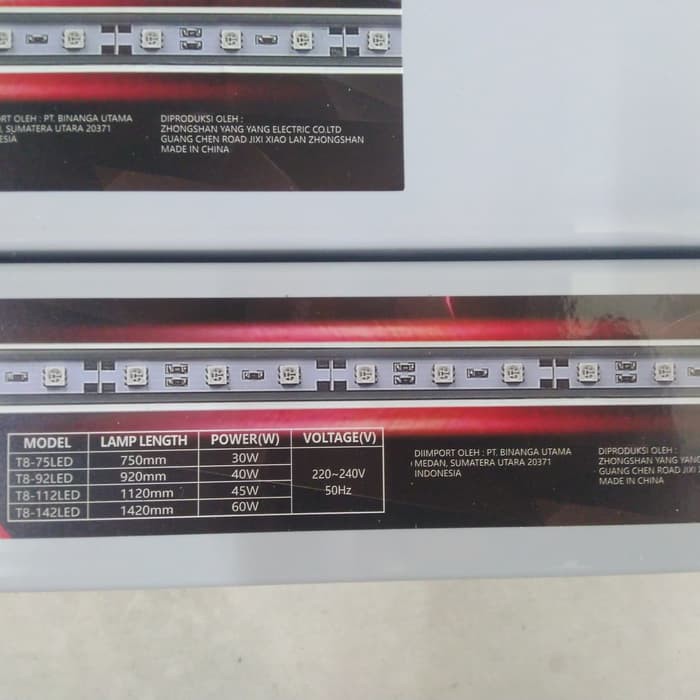 ORT OLEH : PT. BINANGA UTAMA
SUMATERA UTARA 20371
DIPRODUKSI OLEH :
ZHONGSHAN YANG YANG ELECTRIC CO.LTD
GUANG CHEN ROAD JIXI XIAO LAN ZHONGSHAN
MADE IN CHINA
MODEL LAMP LENGTH POWER(W) VOLTAGE(V)
T8-75LED 750mm 30W
T8-92LED 920mm 40W
T8-112LED 1120mm 45W
T8-142LED 1420mm 60W
220~240V
50Hz
DIIMPORT OLEH : PT. BINANGA UTAMA
MEDAN, SUMATERA UTARA 20371
INDONESIA
DIPRODUKSI OLEH :
ZHONGSHAN YANG YANG
GUANG CHEN ROAD JIXI
MADE IN CHINA